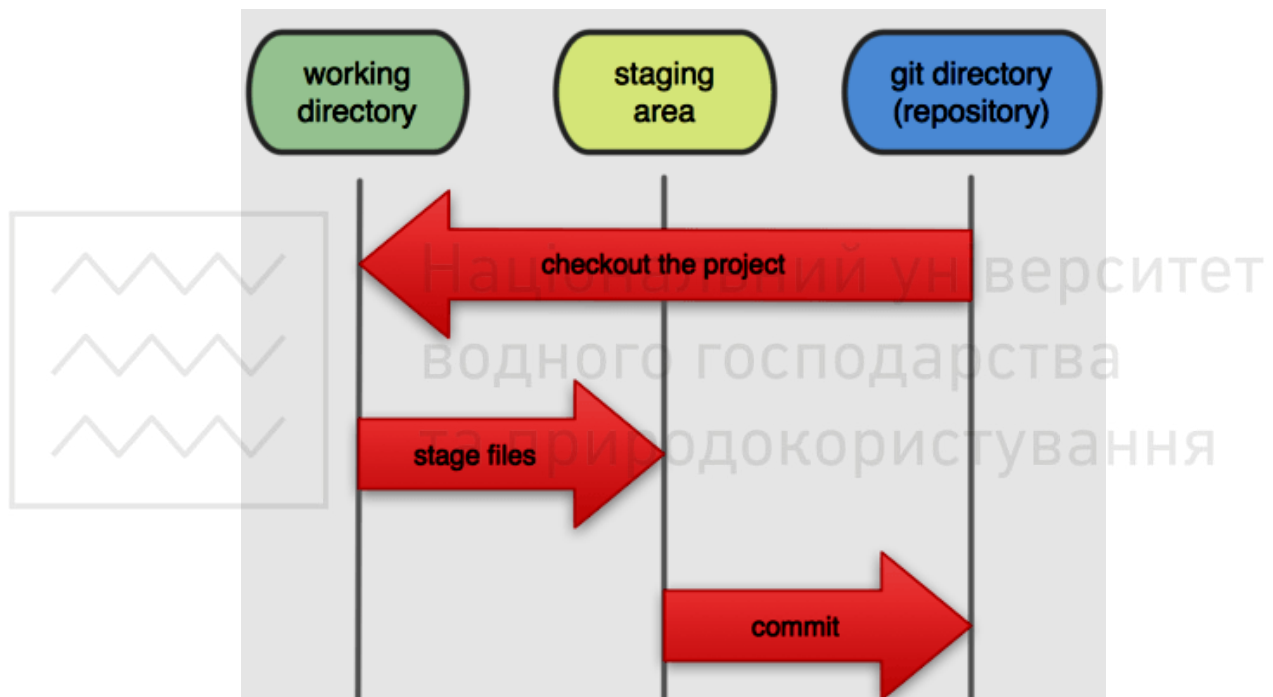 working
directory
staging
area
git directory
(repository)
checkout the project
Національний університет
водного господарства
stage files
та природокористування
commit